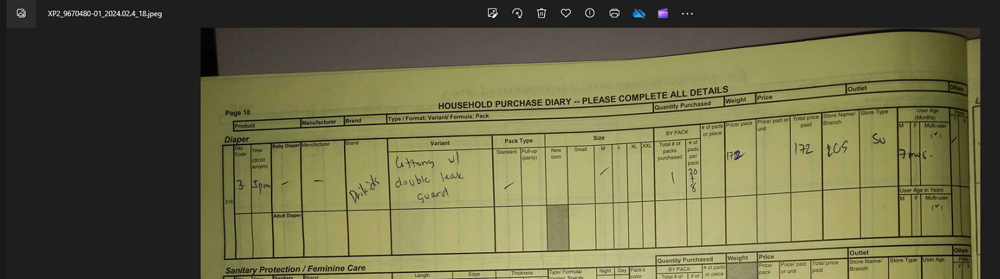 XP2_9670480-01_2024.02.4_18.jpeg
HOUSEHOLD PURCHASE DIARY -- PLEASE COMPLETE ALL DETAILS
Page 18
Product Manufacturer Brand Type / Format; Variant/ Formula; Pack Quantity Purchased Weight Price Outlet Others
Diaper
Day Code Time (00:00 am/pm) Baby Diaper Manufacturer Brand Variant Pack Type Size BY PACK # of pads or piece Price/ pack Price/ pad or unit Total price paid Store Name/ Branch Store Type User Age (Months) Promo
Standard Pull-up (panty) New born Small M L XL XXL Total # of packs purchased # of pads per pack M F Multi-user (✓) Y N
3 5pm - - Drikids Cottony w/ double leak guard ✓ ✓ 1 30 + 8 172 172 ROS Su 7mos. ✓
216
Adult Diaper User Age in Years
M F Multi-user (✓)
Sanitary Protection / Feminine Care Quantity Purchased Weight Price Outlet Others
Sanitary Brand Length Edge Thickness Type/ Formula/ Night Day Pack's color BY PACK # of pads or piece Price/ pack Price/ pad or unit Total price paid Store Name/ Branch Store Type User Age Promo
Total # of # of Y N